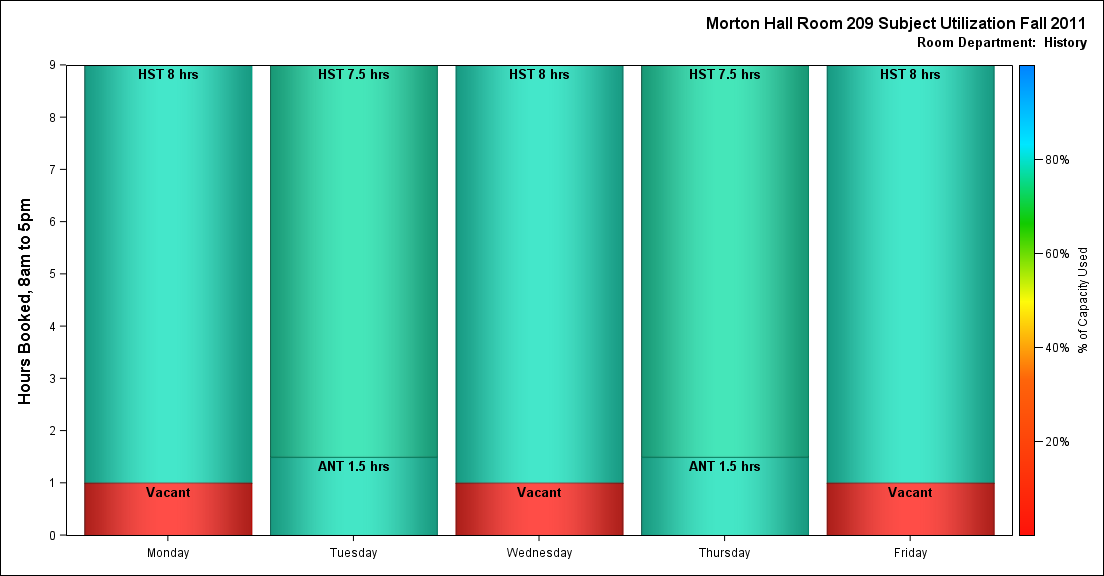 Morton Hall Room 209 Subject Utilization Fall 2011
Room Department:  History
Hours Booked, 8am to 5pm
9
8
7
6
5
4
3
2
1
0
HST 8 hrs
HST 7.5 hrs
HST 8 hrs
HST 7.5 hrs
HST 8 hrs
ANT 1.5 hrs
ANT 1.5 hrs
Vacant
Vacant
Vacant
Monday
Tuesday
Wednesday
Thursday
Friday
80%
60%
40%
20%
% of Capacity Used